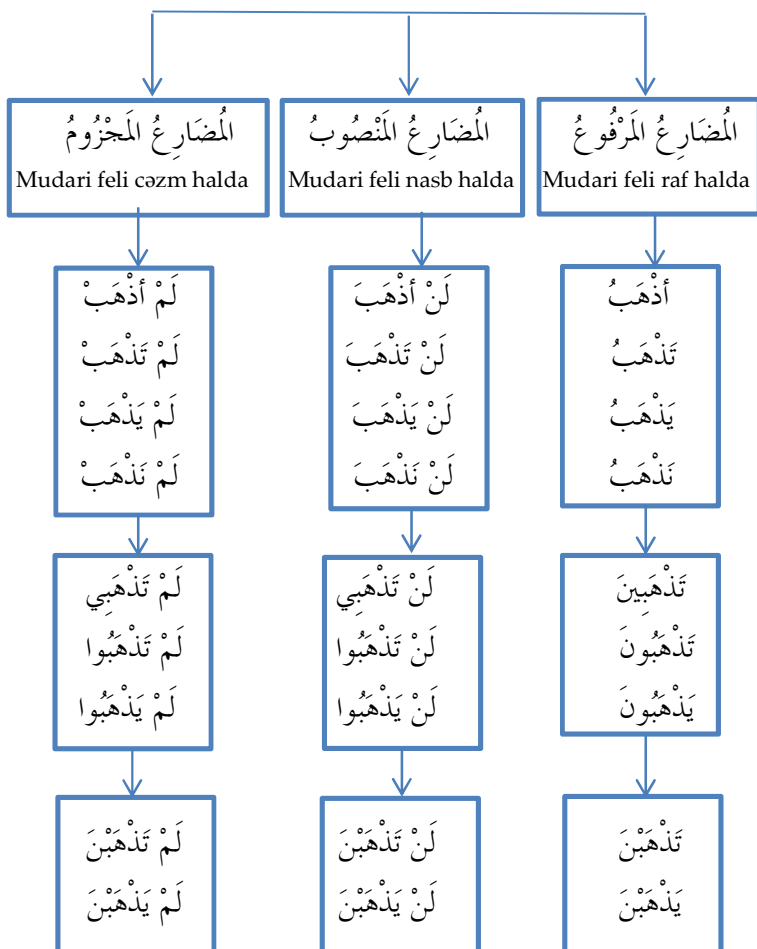 المُضَارِعُ المَرْفُوعُ
Mudari feli raf halda
المُضَارِعُ المَنْصُوبُ
Mudari feli nasb halda
المُضَارِعُ المَجْزُومُ
Mudari feli cəzm halda
أذْهَبُ
تَذْهَبُ
يَذْهَبُ
نَذْهَبُ
لَنْ أذْهَبَ
لَنْ تَذْهَبَ
لَنْ يَذْهَبَ
لَنْ نَذْهَبَ
لَمْ أذْهَبْ
لَمْ تَذْهَبْ
لَمْ يَذْهَبْ
لَمْ نَذْهَبْ
تَذْهَبِينَ
تَذْهَبُونَ
يَذْهَبُونَ
لَنْ تَذْهَبِي
لَنْ تَذْهَبُوا
لَنْ يَذْهَبُوا
لَمْ تَذْهَبِي
لَمْ تَذْهَبُوا
لَمْ يَذْهَبُوا
تَذْهَبْنَ
يَذْهَبْنَ
لَنْ تَذْهَبْنَ
لَنْ يَذْهَبْنَ
لَمْ تَذْهَبْنَ
لَمْ يَذْهَبْنَ